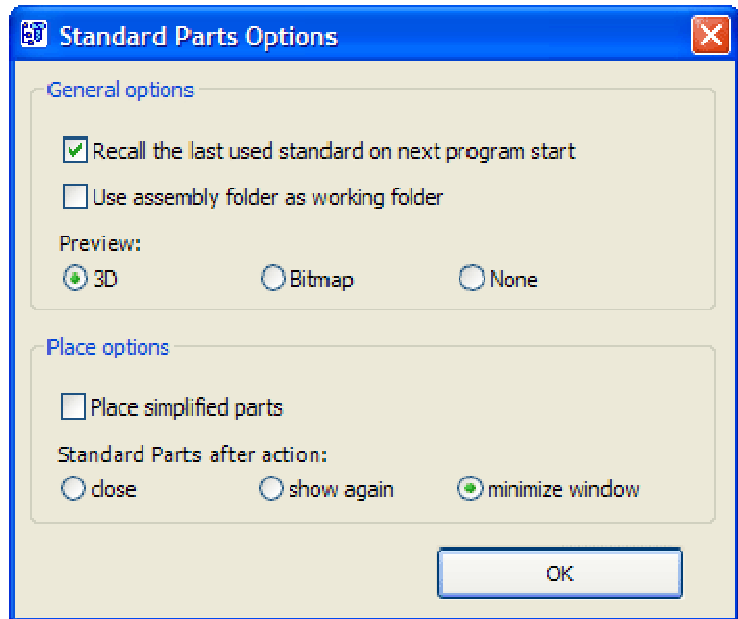 Standard Parts Options
General options
Recall the last used standard on next program start
Use assembly folder as working folder
Preview:
3D Bitmap None
Place options
Place simplified parts
Standard Parts after action:
close show again minimize window
OK